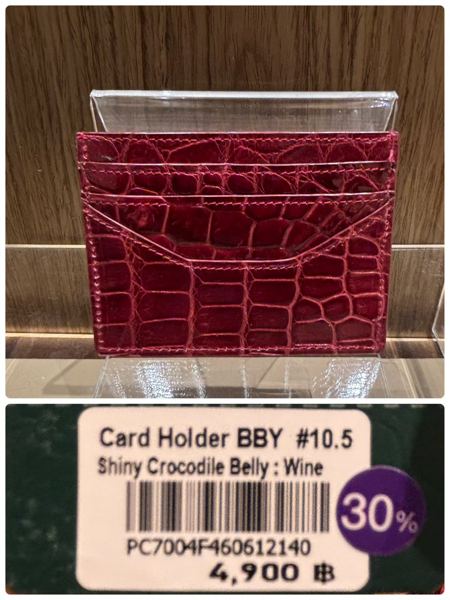 Card Holder BBY #10.5
Shiny Crocodile Belly : Wine
30%
PC7004F460612140
4,900 ฿